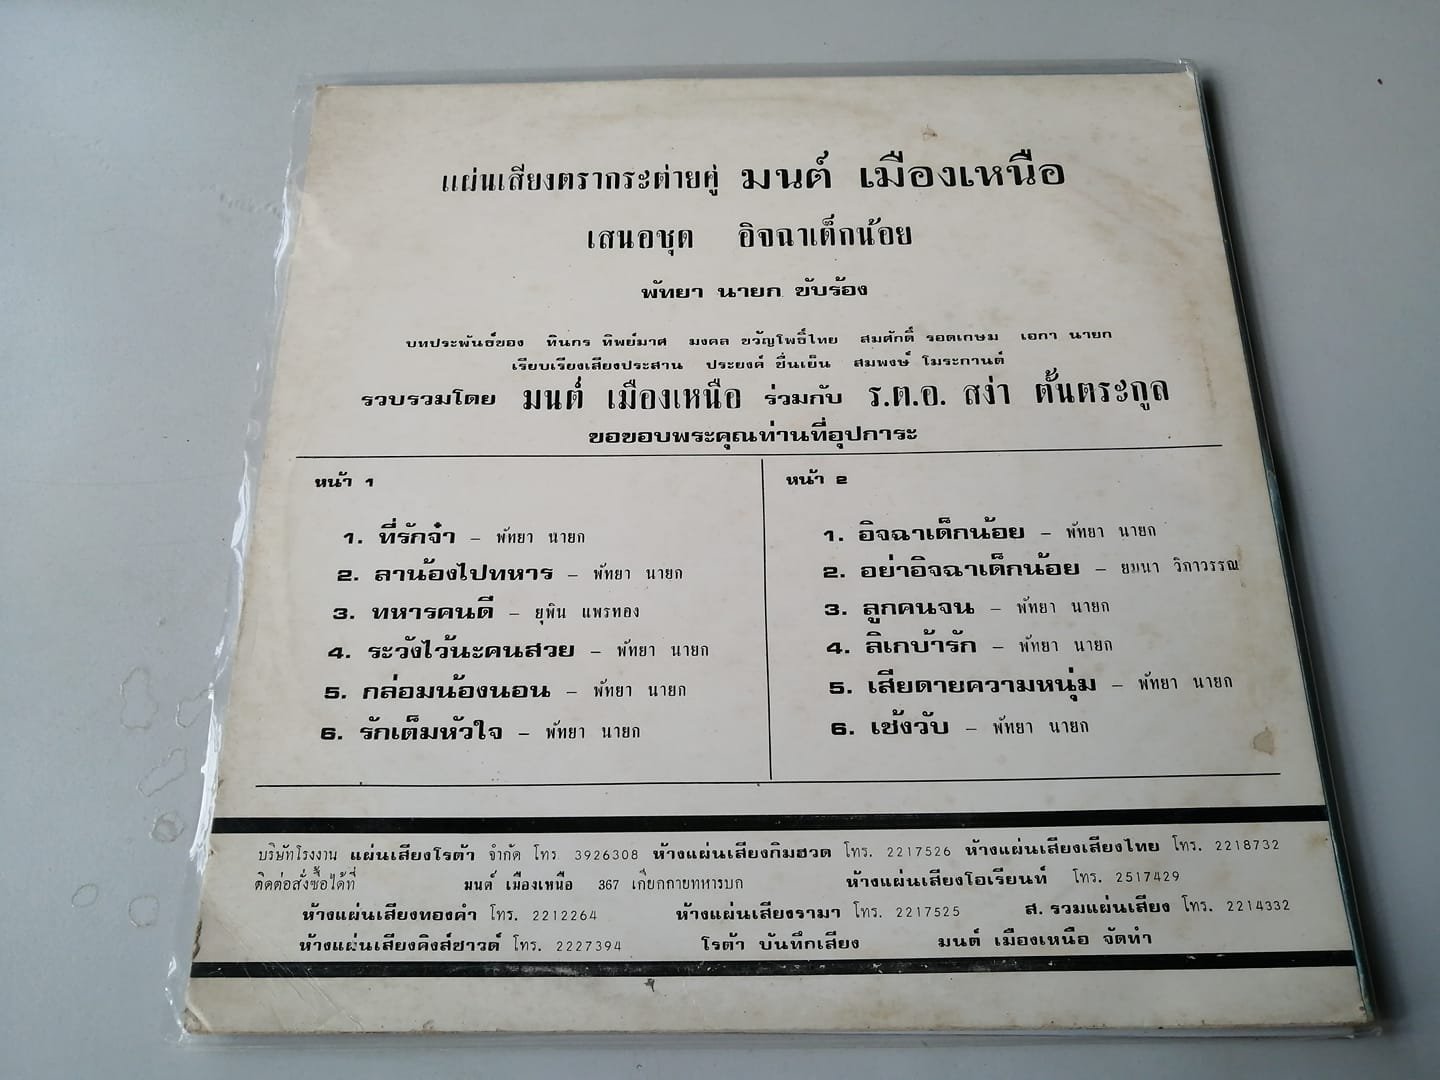 แผ่นเสียงตรากระต่ายคู่ มนต์ เมืองเหนือ
เสนอชุด อิจฉาเด็กน้อย
พัทยา นายก ขับร้อง
บทประพันธ์ของ ทินกร ทิพย์มาศ มงคล ขวัญโพธิ์ไทย สมศักดิ์ รอดเกษม เอกา นายก
เรียบเรียงเสียงประสาน ประยงค์ ชื่นเย็น สมพงษ์ โมระกานต์
รวบรวมโดย มนต์ เมืองเหนือ ร่วมกับ ร.ต.อ. สง่า ตั้นตระกูล
ขอขอบพระคุณท่านที่อุปการะ
หน้า 1
1. ที่รักจ๋า – พัทยา นายก
2. ลาน้องไปทหาร – พัทยา นายก
3. ทหารคนดี – ยุพิน แพรทอง
4. ระวังไว้นะคนสวย – พัทยา นายก
5. กล่อมน้องนอน – พัทยา นายก
6. รักเต็มหัวใจ – พัทยา นายก
หน้า 2
1. อิจฉาเด็กน้อย – พัทยา นายก
2. อย่าอิจฉาเด็กน้อย – ยมนา วิภาวรรณ
3. ลูกคนจน – พัทยา นายก
4. ลิเกบ้ารัก – พัทยา นายก
5. เสียดายความหนุ่ม – พัทยา นายก
6. เช้งวับ – พัทยา นายก
บริษัทโรงงาน แผ่นเสียงโรต้า จำกัด โทร. 3926308 ห้างแผ่นเสียงกิมฮวด โทร. 2217526 ห้างแผ่นเสียงเสียงไทย โทร. 2218732
ติดต่อสั่งซื้อได้ที่ มนต์ เมืองเหนือ 367 เกียกกายทหารบก ห้างแผ่นเสียงโอเรียนท์ โทร. 2517429
ห้างแผ่นเสียงทองคำ โทร. 2212264 ห้างแผ่นเสียงรามา โทร. 2217525 ส. รวมแผ่นเสียง โทร. 2214332
ห้างแผ่นเสียงคิงส์ซาวด์ โทร. 2227394 โรต้า บันทึกเสียง มนต์ เมืองเหนือ จัดทำ